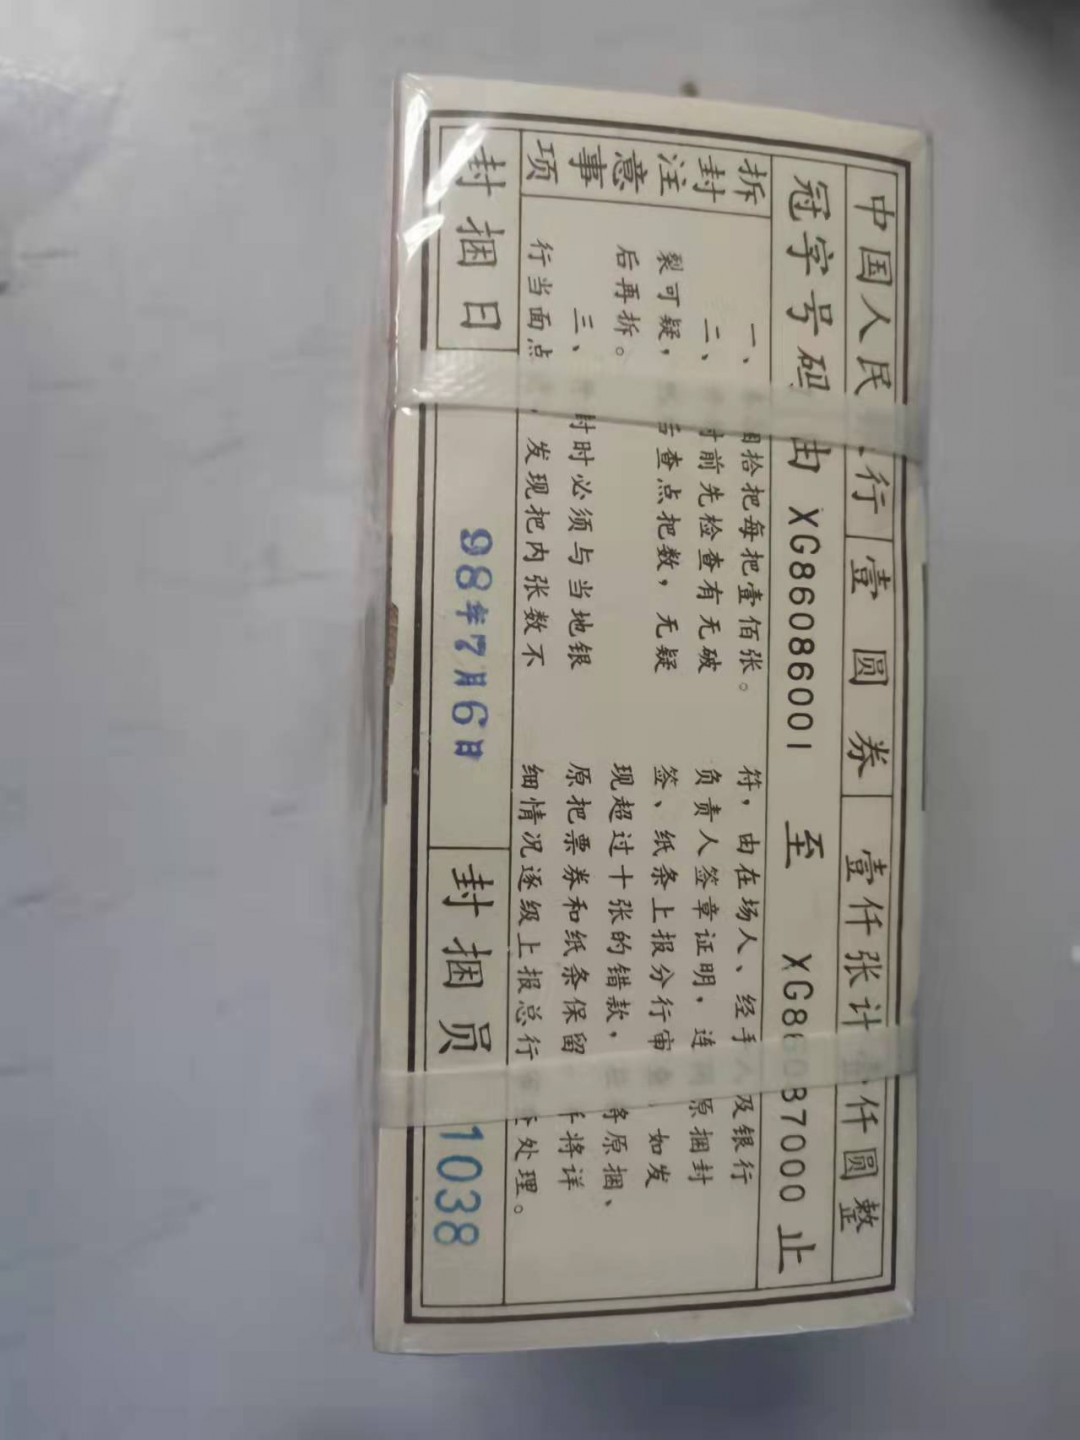 中国人民行 壹圆券 壹仟张计仟圆整
冠字号码由 XG86086001 至 XG86087000 止
拆封注意事项
一、拾把每把壹佰张。
二、前先检查有无破
裂可疑，查点把数，无疑
后再拆。
三、封时必须与当地银
行当面点，发现把内张数不
符，由在场人、经手人及银行
负责人签章证明，连同原捆封
签、纸条上报分行审查，如发
现超过十张的错款，将原捆、
原把票券和纸条保留，将详
细情况逐级上报总行处理。
封捆日 98年7月6日 封捆员 1038